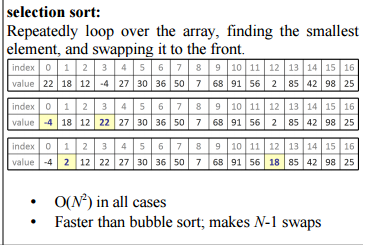 selection sort:
Repeatedly loop over the array, finding the smallest
element, and swapping it to the front.
index 0 1 2 3 4 5 6 7 8 9 10 11 12 13 14 15 16
value 22 18 12 -4 27 30 36 50 7 68 91 56 2 85 42 98 25
index 0 1 2 3 4 5 6 7 8 9 10 11 12 13 14 15 16
value -4 18 12 22 27 30 36 50 7 68 91 56 2 85 42 98 25
index 0 1 2 3 4 5 6 7 8 9 10 11 12 13 14 15 16
value -4 2 12 22 27 30 36 50 7 68 91 56 18 85 42 98 25
• O(N²) in all cases
• Faster than bubble sort; makes N-1 swaps